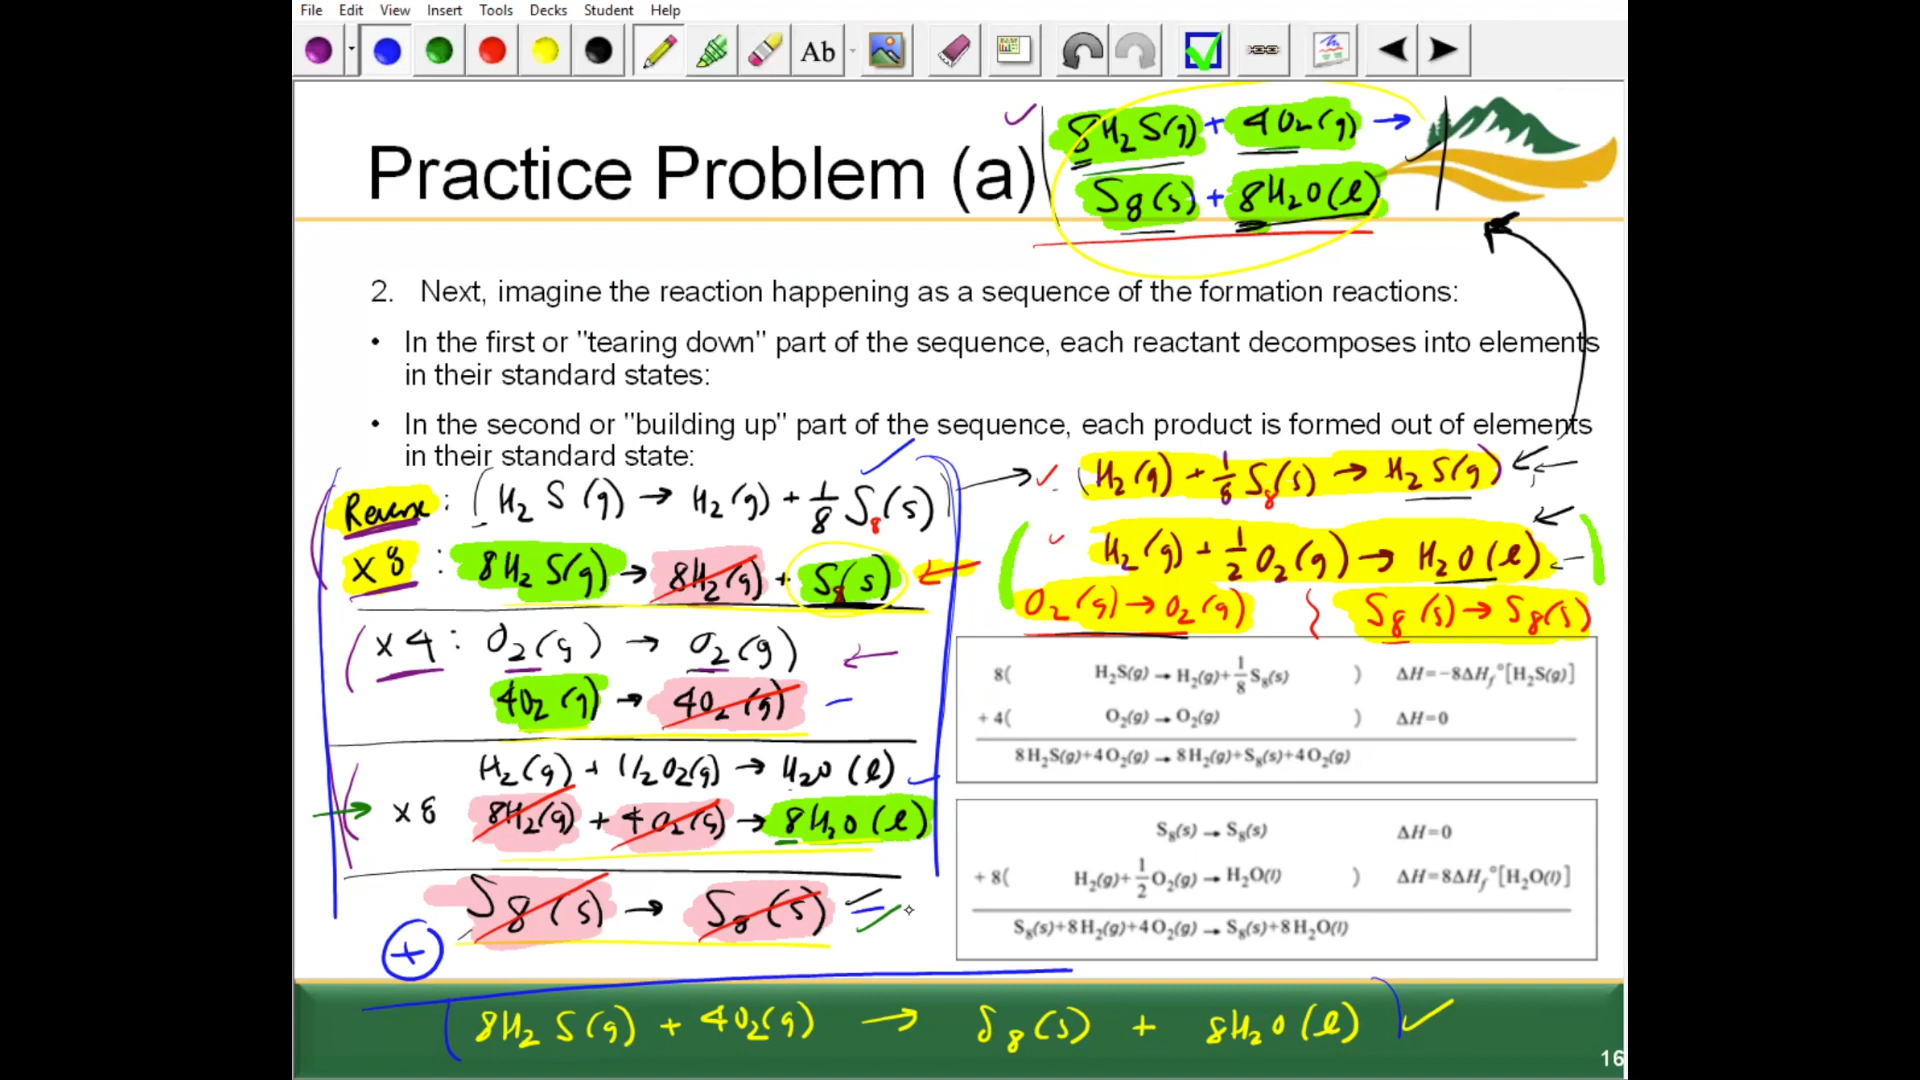 File Edit View Insert Tools Decks Student Help
Ab
Practice Problem (a)
8H₂S(g) + 4O₂(g) →
S₈(s) + 8H₂O(l)
2. Next, imagine the reaction happening as a sequence of the formation reactions:
• In the first or "tearing down" part of the sequence, each reactant decomposes into elements
in their standard states:
• In the second or "building up" part of the sequence, each product is formed out of elements
in their standard state:
Reverse : (H₂S(g) → H₂(g) + 1/8 S₈(s))
x8 : 8H₂S(g) → 8H₂(g) + S₈(s)
x4 : O₂(g) → O₂(g)
4O₂(g) → 4O₂(g)
H₂(g) + 1/2O₂(g) → H₂O(l)
x8 8H₂(g) + 4O₂(g) → 8H₂O(l)
S₈(s) → S₈(s)
+
(H₂(g) + 1/8 S₈(s) → H₂S(g)
(H₂(g) + 1/2 O₂(g) → H₂O(l))
O₂(g) → O₂(g) S₈(s) → S₈(s)
8( H₂S(g) → H₂(g)+1/8 S₈(s) ) ΔH=−8ΔH_f°[H₂S(g)]
+ 4( O₂(g) → O₂(g) ) ΔH=0
8H₂S(g)+4O₂(g) → 8H₂(g)+S₈(s)+4O₂(g)
S₈(s) → S₈(s) ΔH=0
+ 8( H₂(g)+1/2 O₂(g) → H₂O(l) ) ΔH=8ΔH_f°[H₂O(l)]
S₈(s)+8H₂(g)+4O₂(g) → S₈(s)+8H₂O(l)
8H₂S(g) + 4O₂(g) → S₈(s) + 8H₂O(l)
16